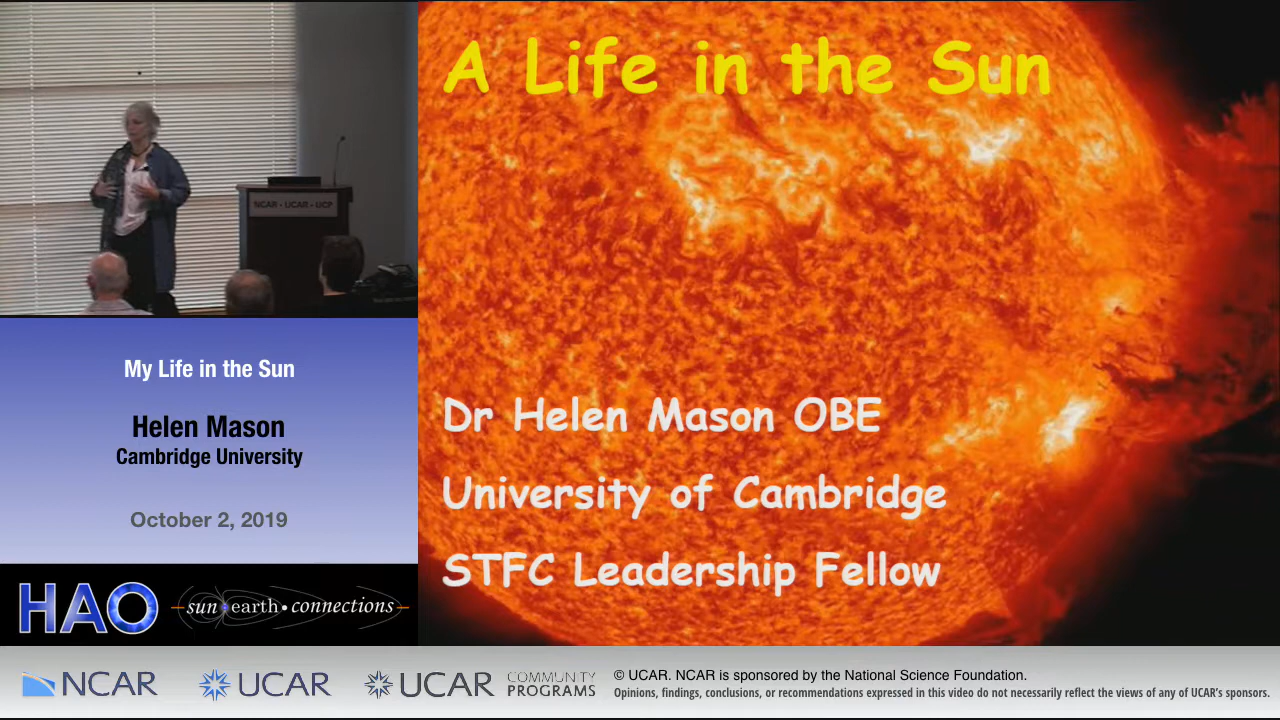 A Life in the Sun
NCAR • UCAR • UCP
My Life in the Sun
Helen Mason
Cambridge University
October 2, 2019
Dr Helen Mason OBE
University of Cambridge
STFC Leadership Fellow
HAO
sun • earth • connections
NCAR
UCAR
UCAR
COMMUNITY
PROGRAMS
© UCAR. NCAR is sponsored by the National Science Foundation.
Opinions, findings, conclusions, or recommendations expressed in this video do not necessarily reflect the views of any of UCAR's sponsors.